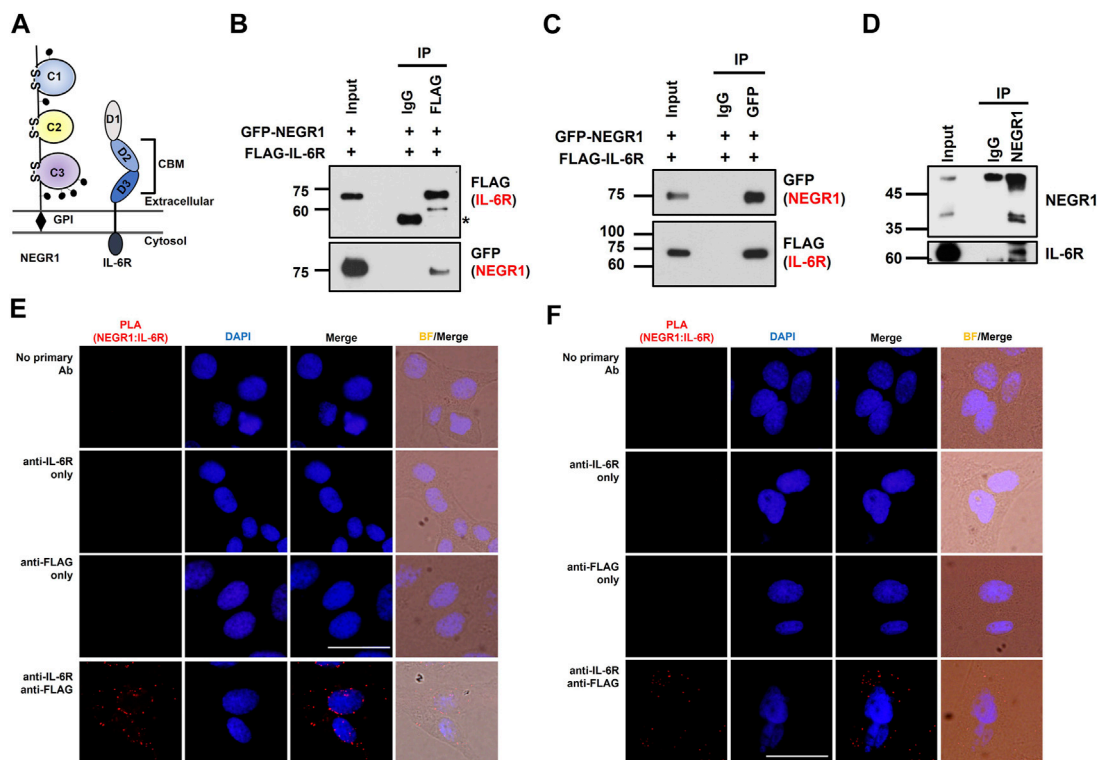 A
C1
S-S
C2
S-S
C3
S-S
D1
D2
D3
CBM
Extracellular
GPI
Cytosol
NEGR1
IL-6R
B
IP
Input
IgG
FLAG
GFP-NEGR1 + + +
FLAG-IL-6R + + +
75
60
FLAG
(IL-6R)
*
75
GFP
(NEGR1)
C
IP
Input
IgG
GFP
GFP-NEGR1 + + +
FLAG-IL-6R + + +
75
GFP
(NEGR1)
100
75
60
FLAG
(IL-6R)
D
IP
Input
IgG
NEGR1
45
35
NEGR1
60
IL-6R
E
PLA
(NEGR1:IL-6R)
DAPI
Merge
BF/Merge
No primary
Ab
anti-IL-6R
only
anti-FLAG
only
anti-IL-6R
anti-FLAG
F
PLA
(NEGR1:IL-6R)
DAPI
Merge
BF/Merge
No primary
Ab
anti-IL-6R
only
anti-FLAG
only
anti-IL-6R
anti-FLAG